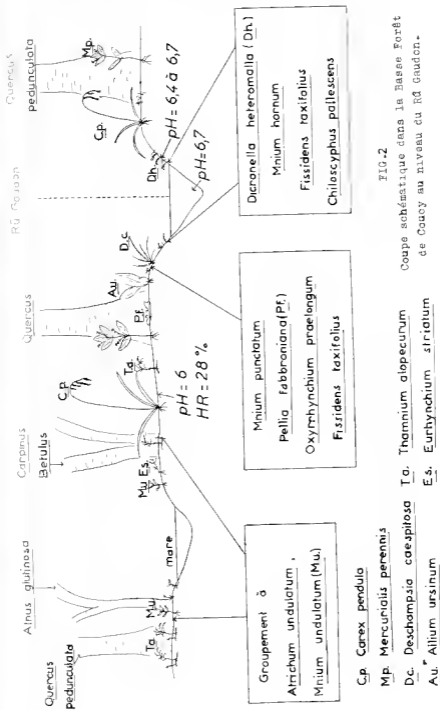 Quercus
pedunculata
Alnus glutinosa
Carpinus
Betulus
Quercus
Rû Gaudon
Quercus
pedunculata
Ta.
Mu.
mare
Mu.
Es.
C.p.
Ta.
P.f.
Au.
D.c.
Dh.
C.p.
Mp.
pH = 6
HR = 28 %
pH = 6,7
pH = 6,4 à 6,7
Groupement à
Atrichum undulatum,
Mnium undulatum (Mu.)
Mnium punctatum
Pellia fabbroniana (P.f.)
Oxyrrhynchium praelongum
Fissidens taxifolius
Dicranella heteromalla (Dh.)
Mnium hornum
Fissidens taxifolius
Chiloscyphus pallescens
C.p. Carex pendula
Mp. Mercurialis perennis
Dc. Deschampsia caespitosa
Au. Allium ursinum
Ta. Thamnium alopecurum
Es. Eurhynchium striatum
FIG.2
Coupe schématique dans la Basse Forêt
de Coucy au niveau du Rû Gaudon.